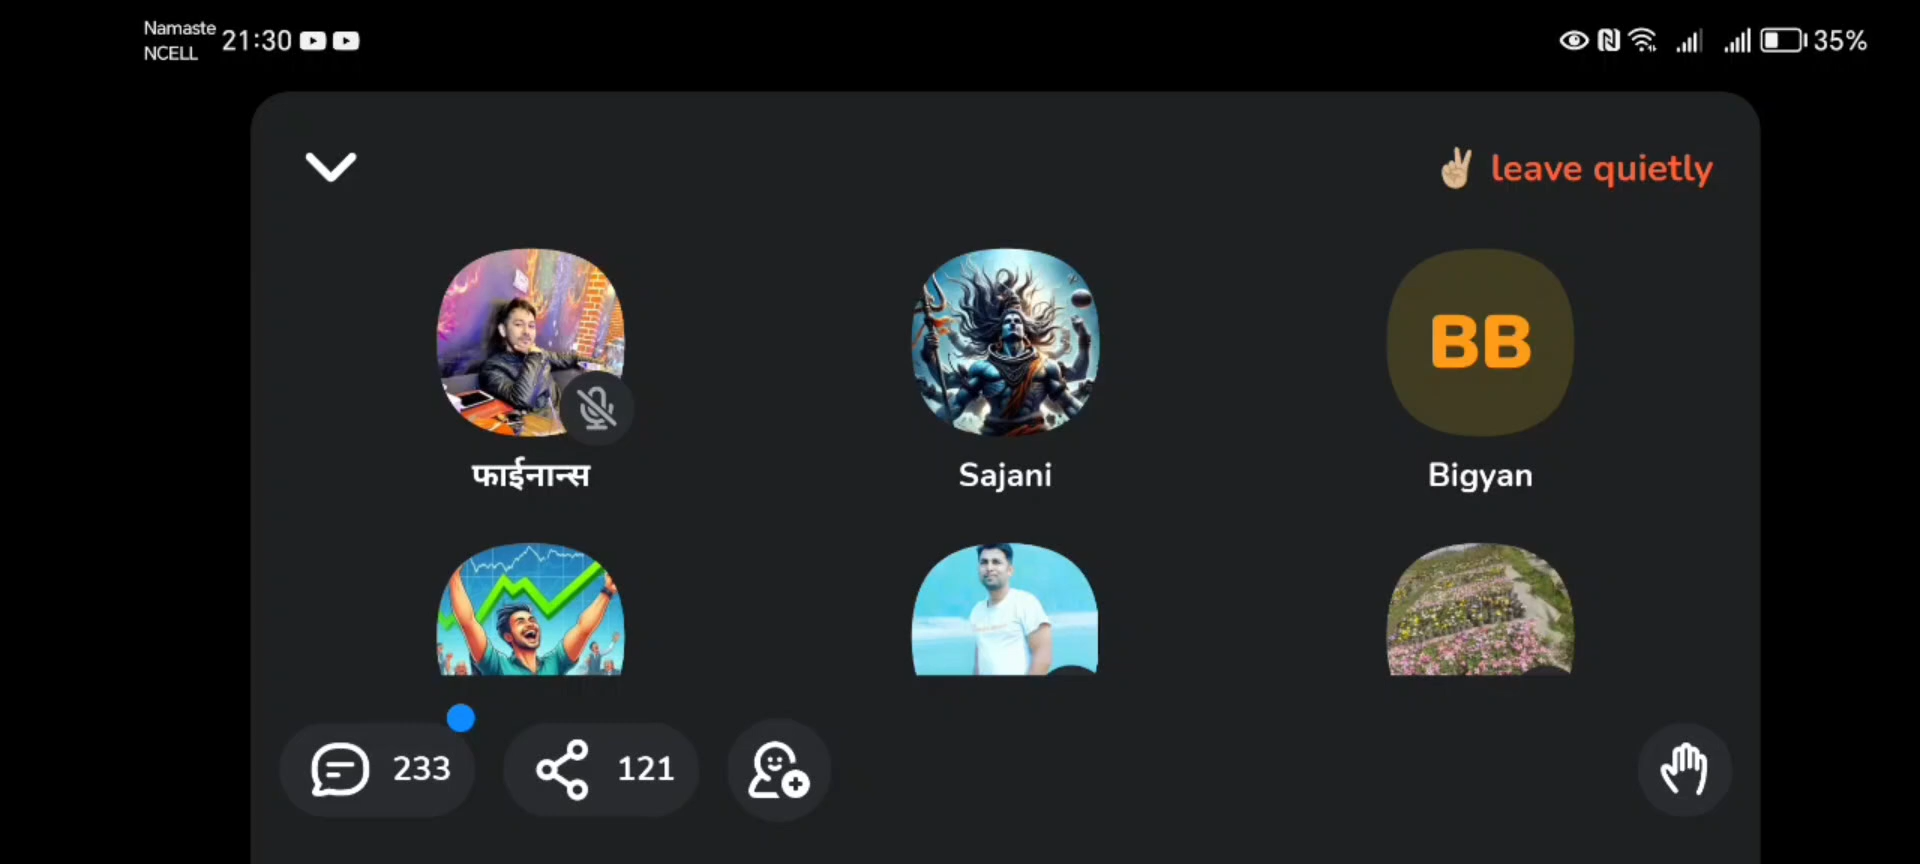 Namaste
NCELL
21:30
35%
leave quietly
फाईनान्स
Sajani
BB
Bigyan
233
121